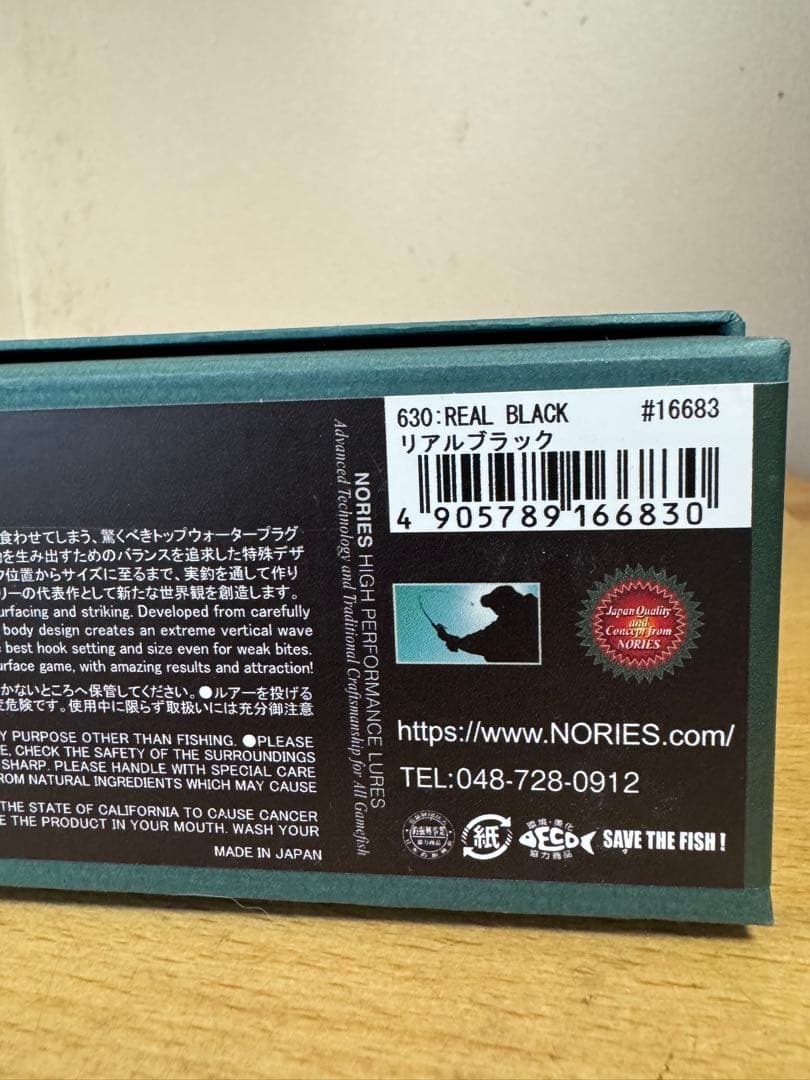 630:REAL BLACK #16683
リアルブラック
4 905789 166830
NORIES HIGH PERFORMANCE LURES
Advanced Technology and Traditional Craftsmanship for All Gamefish
食わせてしまう、驚くべきトップウォータープラグ
を生み出すためのバランスを追求した特殊デザ
位置からサイズに至るまで、実釣を通して作り
リーの代表作として新たな世界観を創造します。
urfacing and striking. Developed from carefully
body design creates an extreme vertical wave
best hook setting and size even for weak bites.
urface game, with amazing results and attraction!
かないところへ保管してください。●ルアーを投げる
危険です。使用中に限らず取扱いには充分御注意
Y PURPOSE OTHER THAN FISHING. ●PLEASE
E, CHECK THE SAFETY OF THE SURROUNDINGS
SHARP. PLEASE HANDLE WITH SPECIAL CARE
ROM NATURAL INGREDIENTS WHICH MAY CAUSE
THE STATE OF CALIFORNIA TO CAUSE CANCER
E THE PRODUCT IN YOUR MOUTH. WASH YOUR
MADE IN JAPAN
Japan Quality
and
Concept from
NORIES
https://www.NORIES.com/
TEL:048-728-0912
紙
環境・美化
ECO
協力商品
SAVE THE FISH!